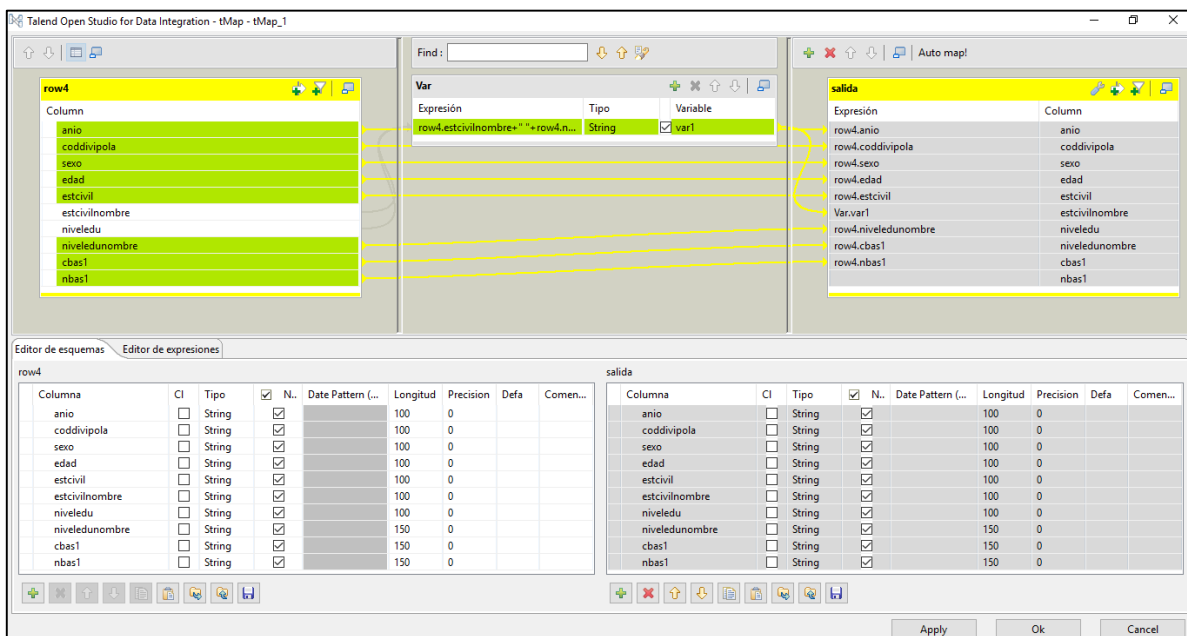 Talend Open Studio for Data Integration - tMap - tMap_1
Find :
Auto map!
row4
Column
anio
coddivipola
sexo
edad
estcivil
estcivilnombre
niveledu
niveledunombre
cbas1
nbas1
Var
Expresión Tipo Variable
row4.estcivilnombre+" "+row4.n... String var1
salida
Expresión Column
row4.anio anio
row4.coddivipola coddivipola
row4.sexo sexo
row4.edad edad
row4.estcivil estcivil
Var.var1 estcivilnombre
row4.niveledunombre niveledu
row4.cbas1 niveledunombre
row4.nbas1 cbas1
nbas1
Editor de esquemas Editor de expresiones
row4
Columna Cl Tipo N.. Date Pattern (... Longitud Precision Defa Comen...
anio String 100 0
coddivipola String 100 0
sexo String 100 0
edad String 100 0
estcivil String 100 0
estcivilnombre String 100 0
niveledu String 100 0
niveledunombre String 150 0
cbas1 String 150 0
nbas1 String 150 0
salida
Columna Cl Tipo N.. Date Pattern (... Longitud Precision Defa Comen...
anio String 100 0
coddivipola String 100 0
sexo String 100 0
edad String 100 0
estcivil String 100 0
estcivilnombre String 100 0
niveledu String 100 0
niveledunombre String 150 0
cbas1 String 150 0
nbas1 String 150 0
Apply Ok Cancel